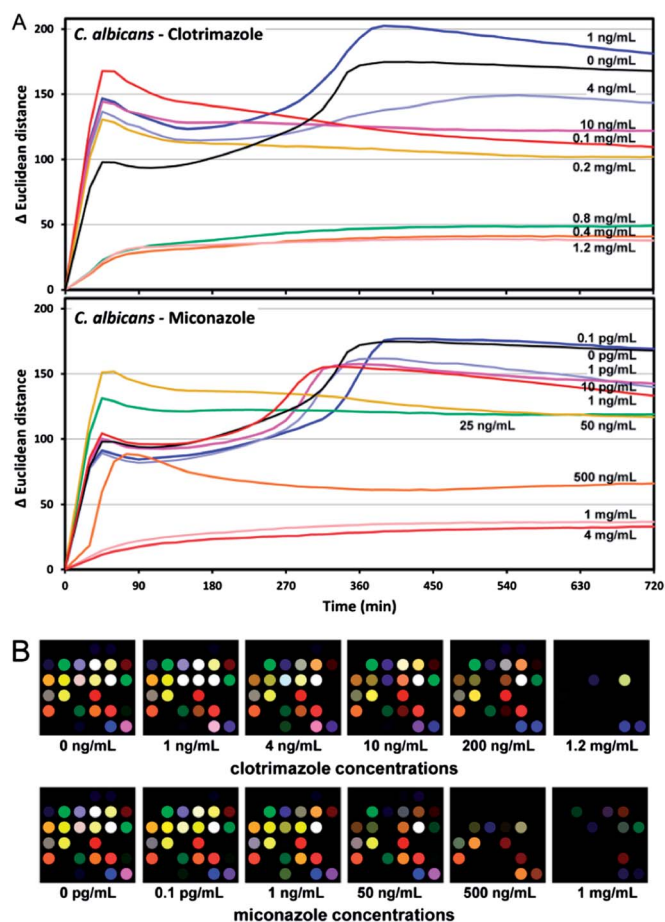 A
C. albicans - Clotrimazole
Δ Euclidean distance
200
150
100
50
0
1 ng/mL
0 ng/mL
4 ng/mL
10 ng/mL
0.1 mg/mL
0.2 mg/mL
0.8 mg/mL
0.4 mg/mL
1.2 mg/mL
C. albicans - Miconazole
Δ Euclidean distance
200
150
100
50
0
0.1 pg/mL
0 pg/mL
1 pg/mL
10 pg/mL
1 ng/mL
25 ng/mL 50 ng/mL
500 ng/mL
1 mg/mL
4 mg/mL
0 90 180 270 360 450 540 630 720
Time (min)
B
0 ng/mL 1 ng/mL 4 ng/mL 10 ng/mL 200 ng/mL 1.2 mg/mL
clotrimazole concentrations
0 pg/mL 0.1 pg/mL 1 ng/mL 50 ng/mL 500 ng/mL 1 mg/mL
miconazole concentrations